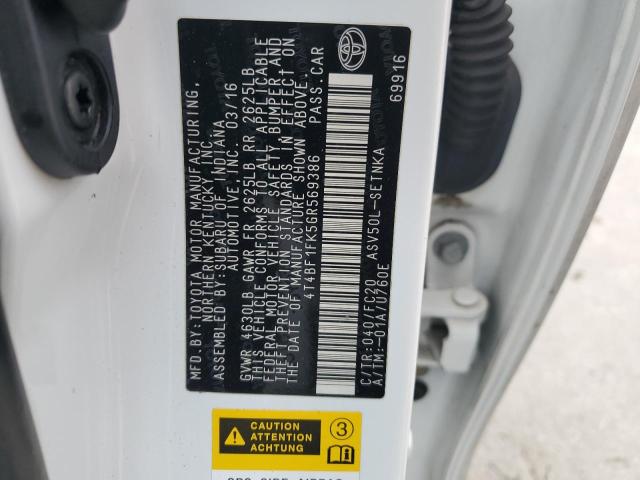 MFD.BY:TOYOTA MOTOR MANUFACTURING,
NORTHERN KENTUCKY, INC.
ASSEMBLED BY:SUBARU OF INDIANA
AUTOMOTIVE, INC. 03/16
GVWR 4630LB GAWR FR 2625LB RR 2625LB
THIS VEHICLE CONFORMS TO ALL APPLICABLE
FEDERAL MOTOR VEHICLE SAFETY, BUMPER AND
THEFT PREVENTION STANDARDS IN EFFECT ON
THE DATE OF MANUFACTURE SHOWN ABOVE.
4T4BF1FK5GR569386 PASS.CAR
C/TR:040/FC20 ASV50L-SETNKA
A/TM:-01A/U760E 69916
CAUTION
ATTENTION
ACHTUNG
3